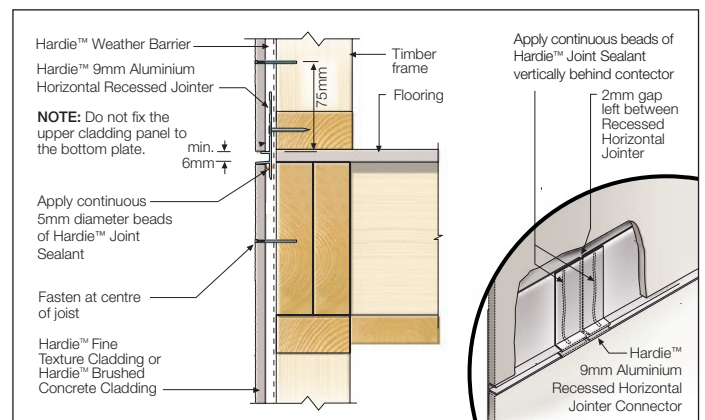 Hardie™ Weather Barrier
Hardie™ 9mm Aluminium
Horizontal Recessed Jointer
NOTE: Do not fix the
upper cladding panel to
the bottom plate.
min.
6mm
Apply continuous
5mm diameter beads
of Hardie™ Joint
Sealant
Fasten at centre
of joist
Hardie™ Fine
Texture Cladding or
Hardie™ Brushed
Concrete Cladding
75mm
Timber
frame
Flooring
Apply continuous beads of
Hardie™ Joint Sealant
vertically behind contector
2mm gap
left between
Recessed
Horizontal
Jointer
Hardie™
9mm Aluminium
Recessed Horizontal
Jointer Connector